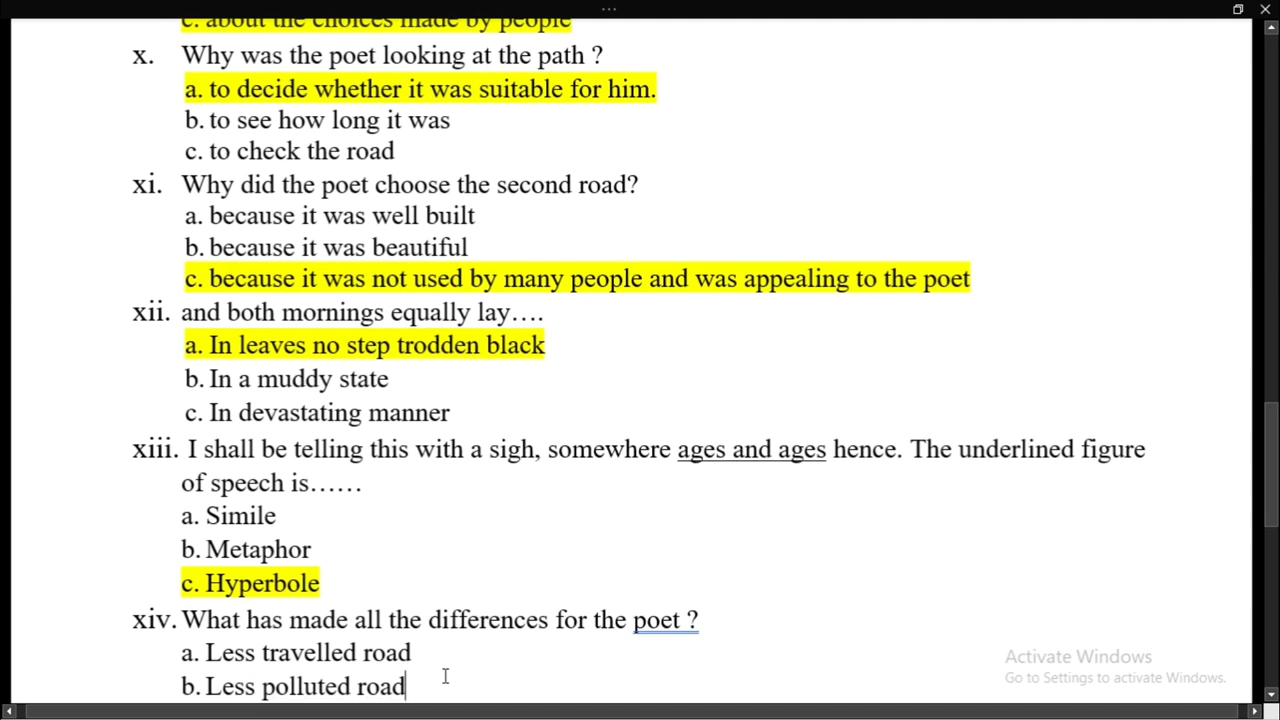 c. about the choices made by people
x. Why was the poet looking at the path ?
a. to decide whether it was suitable for him.
b. to see how long it was
c. to check the road
xi. Why did the poet choose the second road?
a. because it was well built
b. because it was beautiful
c. because it was not used by many people and was appealing to the poet
xii. and both mornings equally lay….
a. In leaves no step trodden black
b. In a muddy state
c. In devastating manner
xiii. I shall be telling this with a sigh, somewhere ages and ages hence. The underlined figure
of speech is……
a. Simile
b. Metaphor
c. Hyperbole
xiv. What has made all the differences for the poet ?
a. Less travelled road
b. Less polluted road
Activate Windows
Go to Settings to activate Windows.